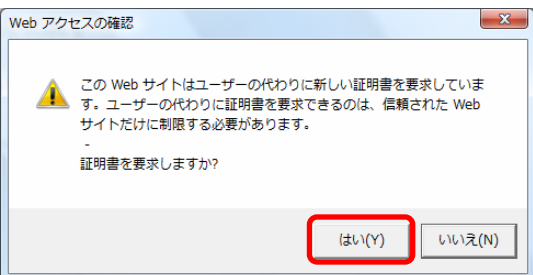 Web アクセスの確認
この Web サイトはユーザーの代わりに新しい証明書を要求していま
す。ユーザーの代わりに証明書を要求できるのは、信頼された Web
サイトだけに制限する必要があります。
-
証明書を要求しますか?
はい(Y)
いいえ(N)